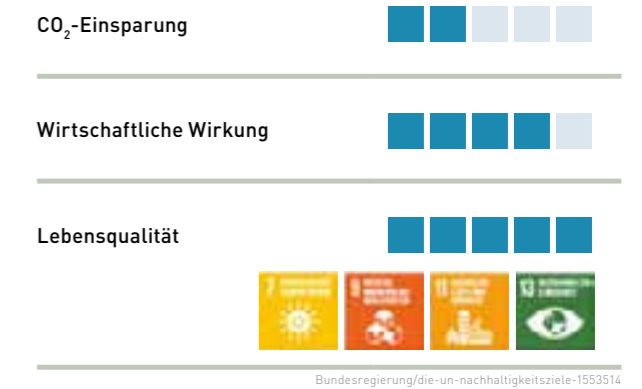 CO₂-Einsparung
Wirtschaftliche Wirkung
Lebensqualität
7
9
11
13
Bundesregierung/die-un-nachhaltigkeitsziele-1553514